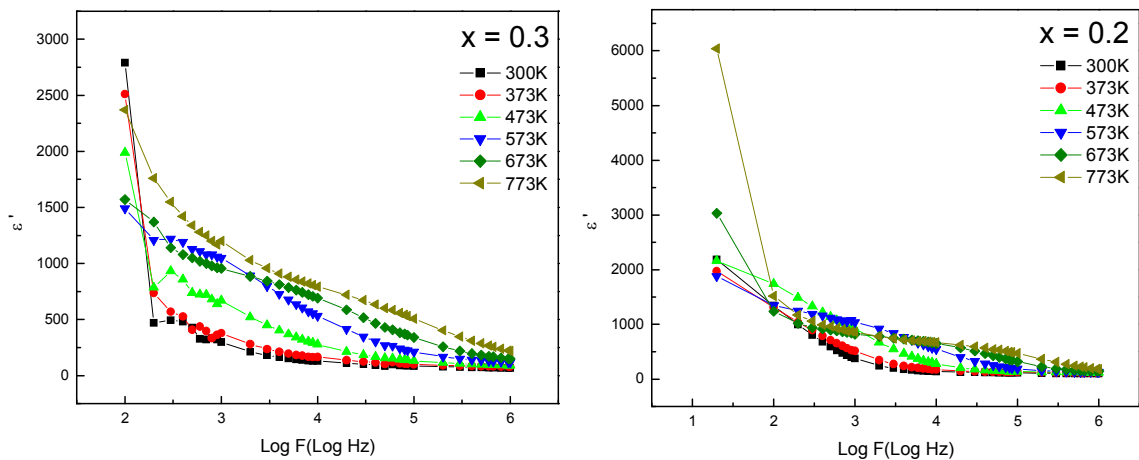 x = 0.3
300K
373K
473K
573K
673K
773K
3000
2500
2000
1500
1000
500
0
ε '
2 3 4 5 6
Log F(Log Hz)
x = 0.2
300K
373K
473K
573K
673K
773K
6000
5000
4000
3000
2000
1000
0
ε '
1 2 3 4 5 6
Log F(Log Hz)